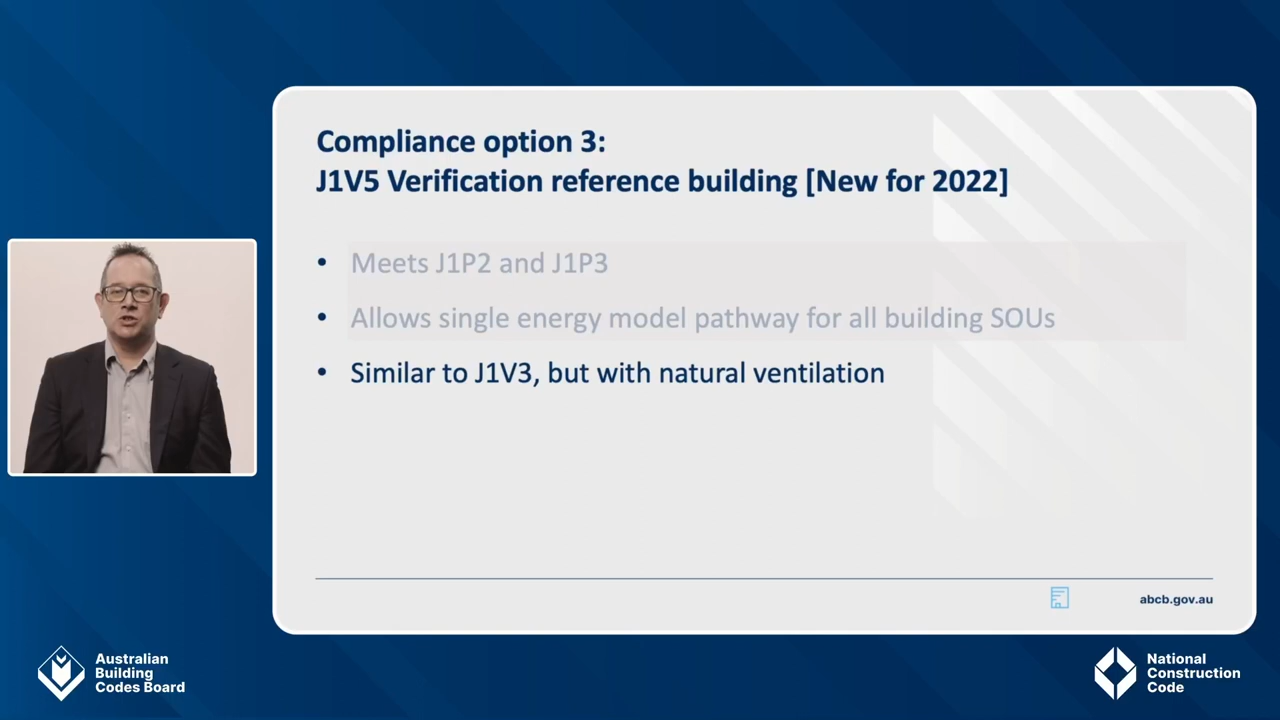 Compliance option 3:
J1V5 Verification reference building [New for 2022]
• Meets J1P2 and J1P3
• Allows single energy model pathway for all building SOUs
• Similar to J1V3, but with natural ventilation
abcb.gov.au
Australian
Building
Codes Board
National
Construction
Code